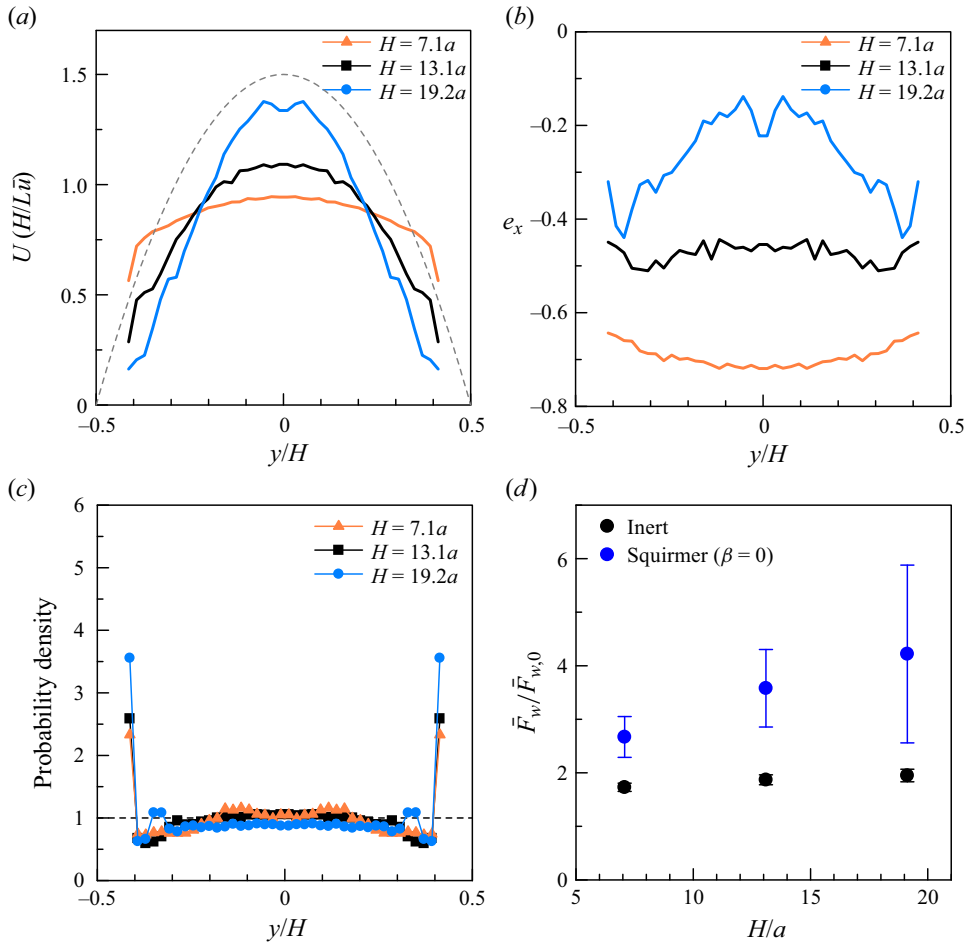 (a)
H = 7.1a
H = 13.1a
H = 19.2a
1.5
1.0
0.5
0
U (H/Lū)
−0.5
0
0.5
y/H
(b)
H = 7.1a
H = 13.1a
H = 19.2a
0
−0.2
−0.4
−0.6
−0.8
e_x
−0.5
0
0.5
y/H
(c)
H = 7.1a
H = 13.1a
H = 19.2a
6
5
4
3
2
1
0
Probability density
−0.5
0
0.5
y/H
(d)
Inert
Squirmer (β = 0)
6
4
2
0
F̄_w/F̄_{w,0}
5
10
15
20
H/a